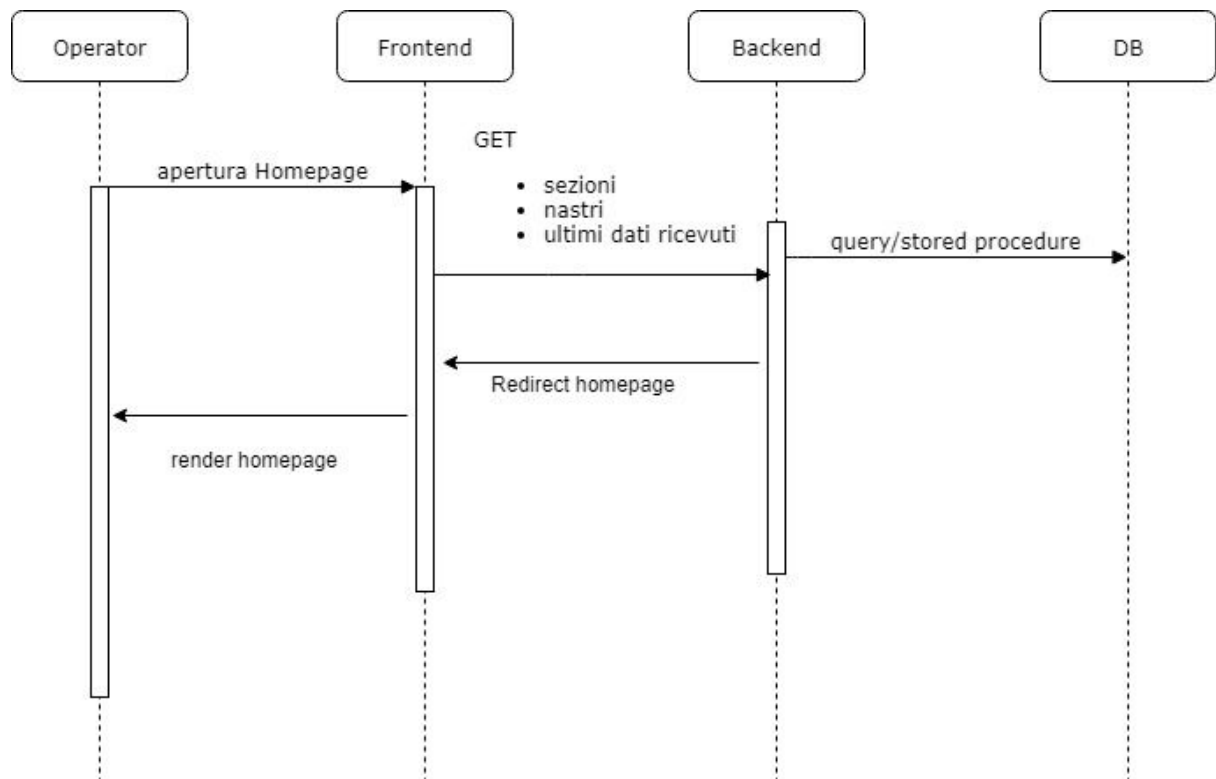 Operator
Frontend
Backend
DB
GET
apertura Homepage
• sezioni
• nastri
• ultimi dati ricevuti
query/stored procedure
Redirect homepage
render homepage